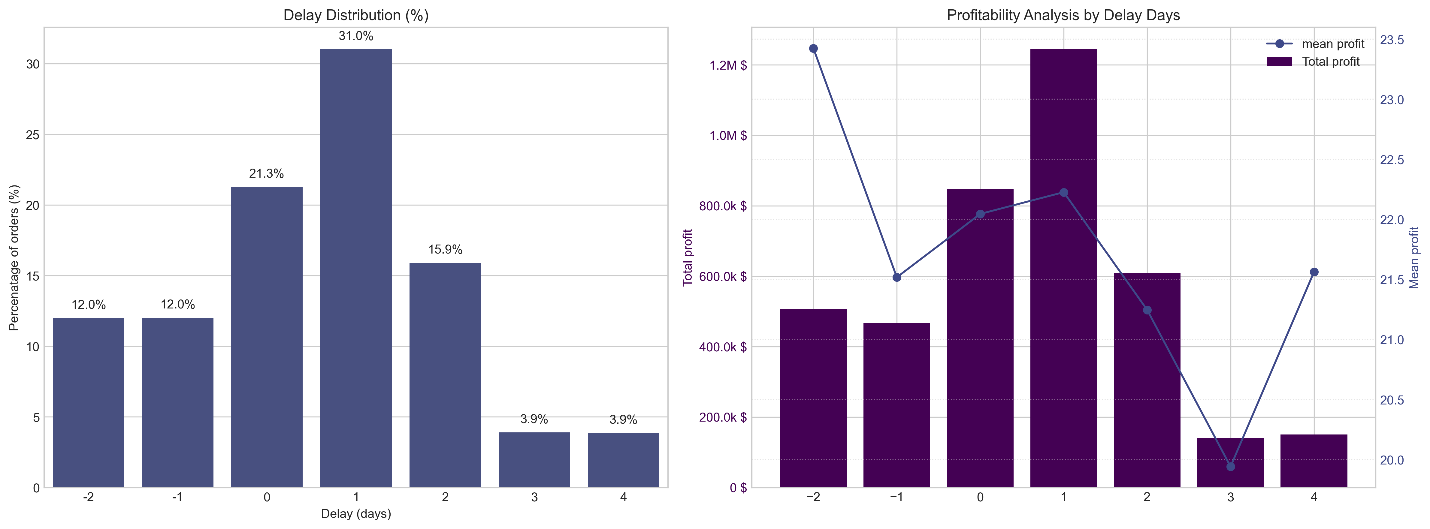 Delay Distribution (%)
31.0%
30
25
21.3%
20
15.9%
15
12.0%
12.0%
10
5
3.9%
3.9%
0
-2
-1
0
1
2
3
4
Percenatage of orders (%)
Delay (days)
Profitability Analysis by Delay Days
mean profit
Total profit
1.2M $
1.0M $
800.0k $
600.0k $
400.0k $
200.0k $
0 $
Total profit
−2
−1
0
1
2
3
4
23.5
23.0
22.5
22.0
21.5
21.0
20.5
20.0
Mean profit